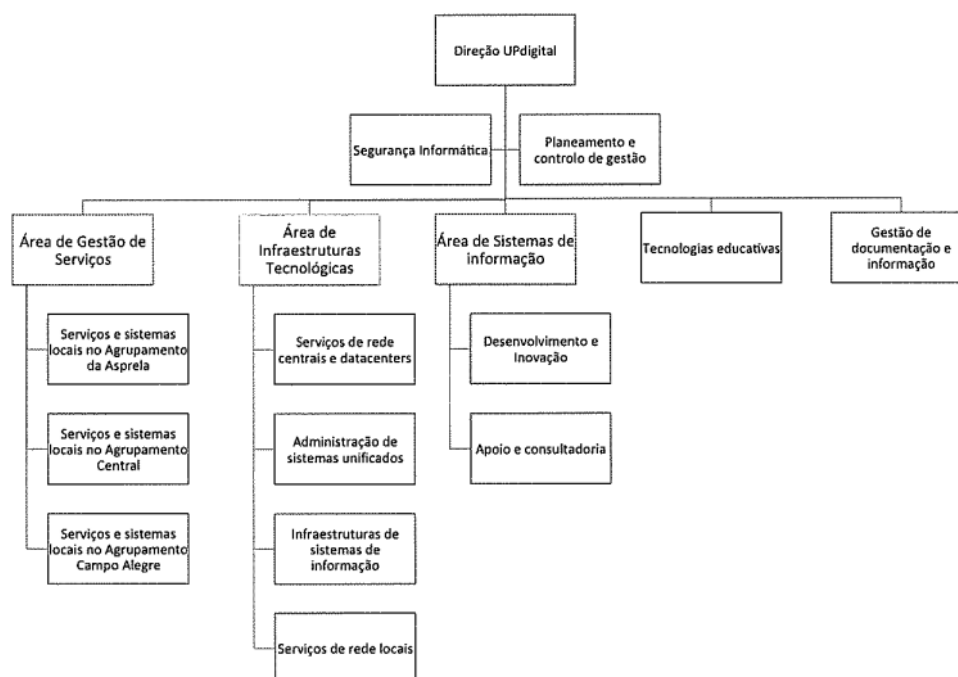 Direção UPdigital
Segurança Informática
Planeamento e
controlo de gestão
Área de Gestão de
Serviços
Área de
Infraestruturas
Tecnológicas
Área de Sistemas de
informação
Tecnologias educativas
Gestão de
documentação e
informação
Serviços e sistemas
locais no Agrupamento
da Asprela
Serviços e sistemas
locais no Agrupamento
Central
Serviços e sistemas
locais no Agrupamento
Campo Alegre
Serviços de rede
centrais e datacenters
Administração de
sistemas unificados
Infraestruturas de
sistemas de
informação
Serviços de rede locais
Desenvolvimento e
Inovação
Apoio e consultadoria